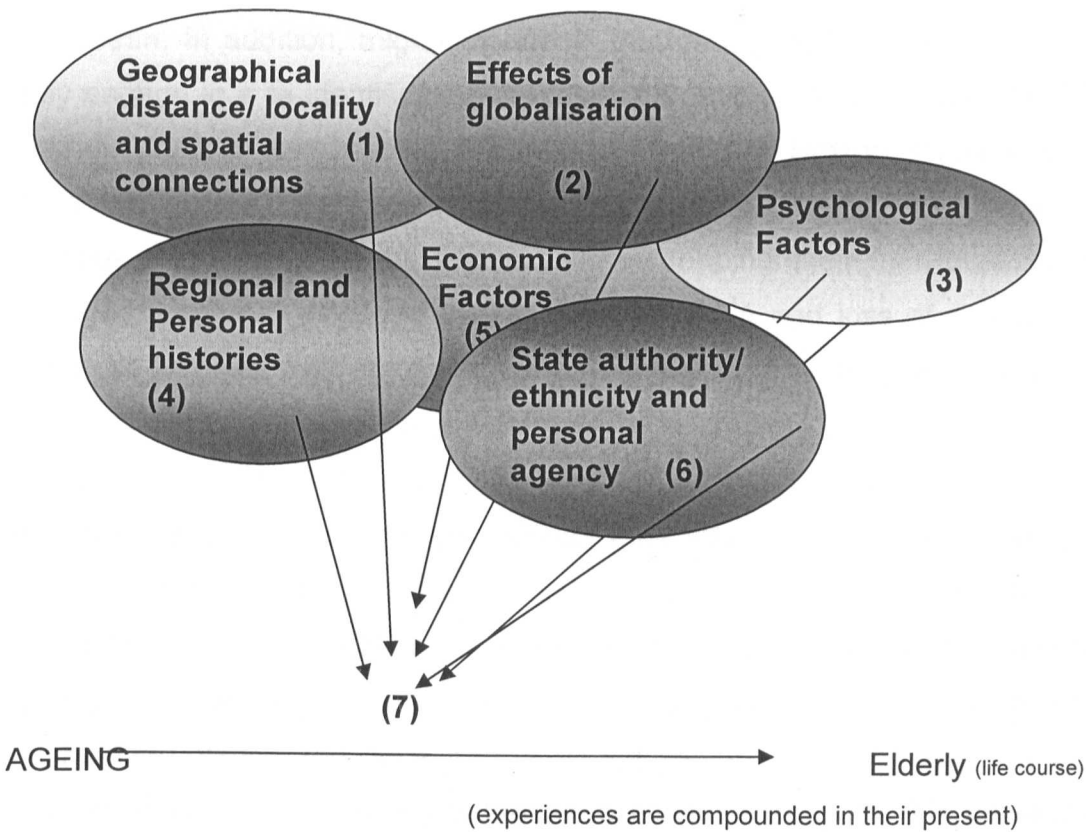 Geographical
distance/ locality
and spatial (1)
connections
Effects of
globalisation
(2)
Psychological
Factors
(3)
Economic
Factors
(5)
Regional and
Personal
histories
(4)
State authority/
ethnicity and
personal
agency (6)
(7)
AGEING
Elderly (life course)
(experiences are compounded in their present)